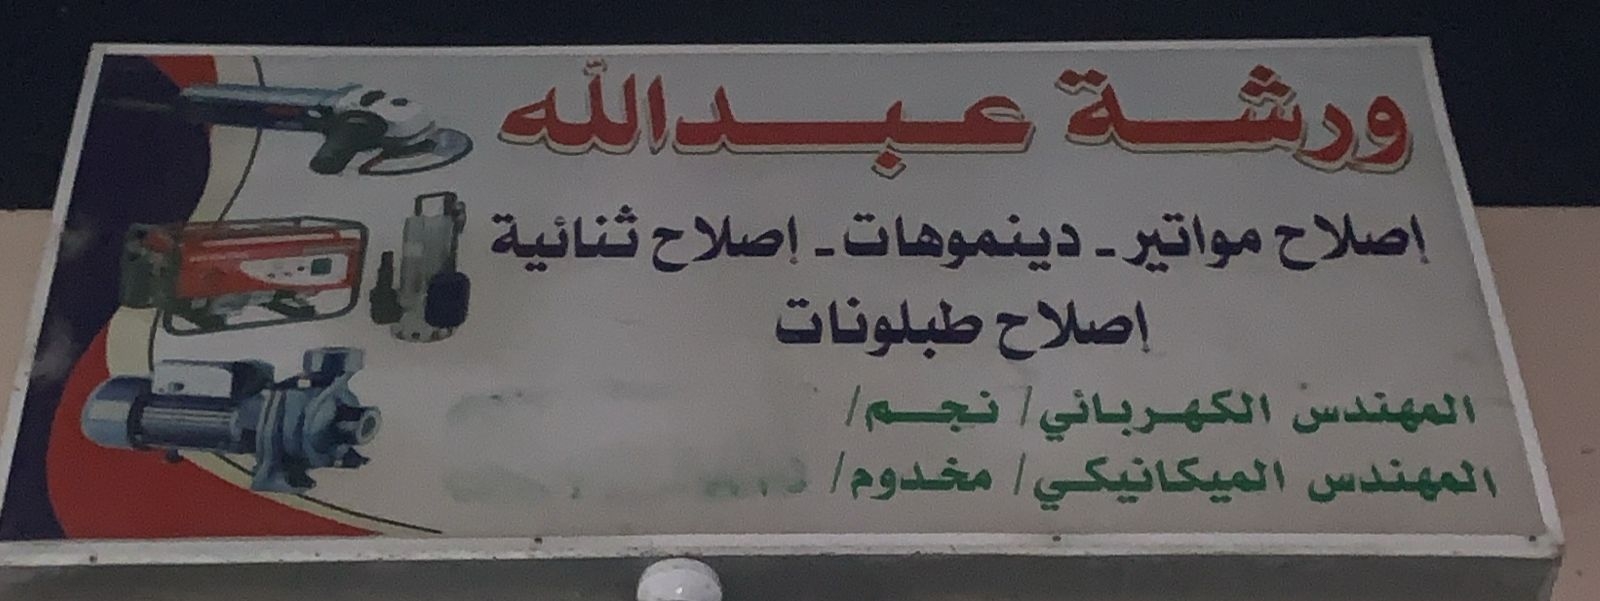 ورشة عبدالله
إصلاح مواتير - دينموهات - إصلاح ثنائية
إصلاح طبلونات
المهندس الكهربائي / نجم /
المهندس الميكانيكي / مخدوم /